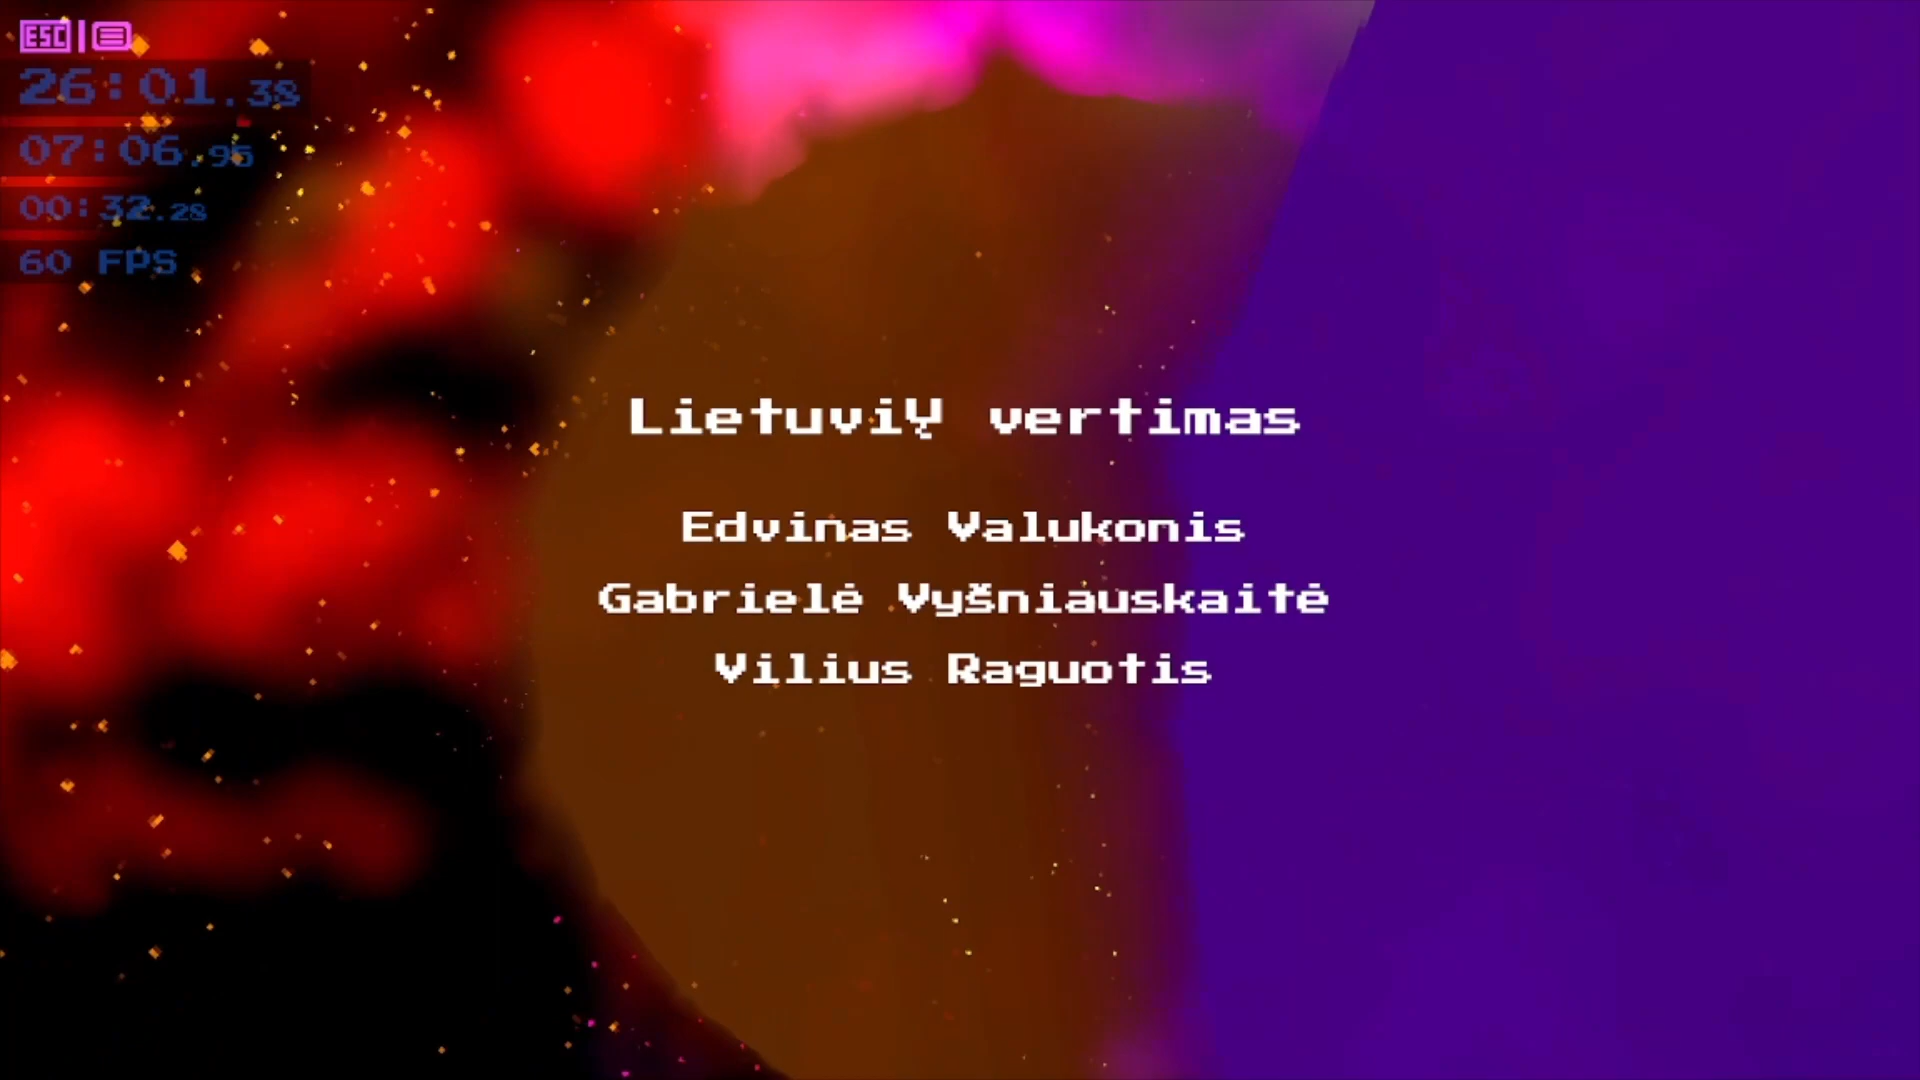 ESC
26:01.38
07:06.95
00:32.28
60 FPS
LietuviŲ vertimas
Edvinas Valukonis
Gabrielė Vyšniauskaitė
Vilius Raguotis